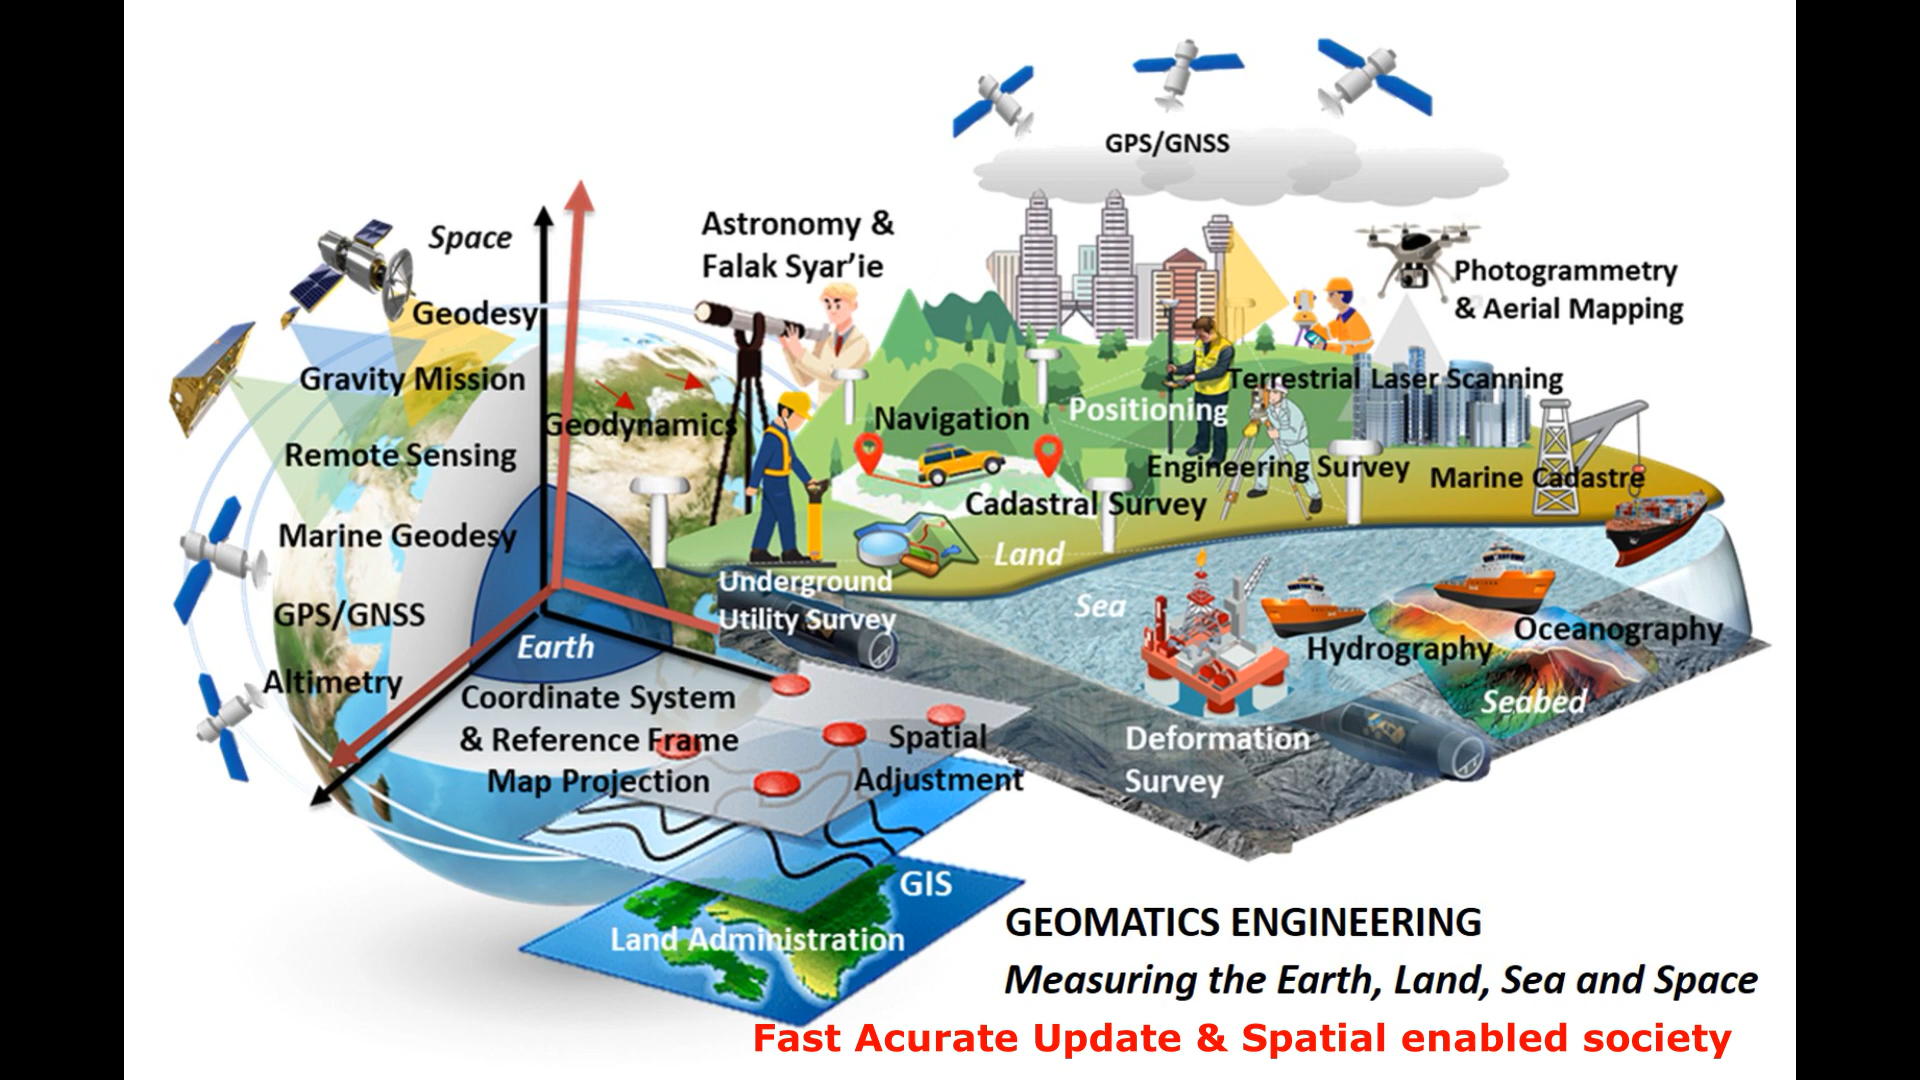 GPS/GNSS
Space
Astronomy &
Falak Syar’ie
Geodesy
Photogrammetry
& Aerial Mapping
Gravity Mission
Geodynamics
Navigation
Positioning
Terrestrial Laser Scanning
Remote Sensing
Engineering Survey
Marine Cadastre
Cadastral Survey
Marine Geodesy
Land
Underground
Utility Survey
Sea
GPS/GNSS
Earth
Hydrography
Oceanography
Altimetry
Seabed
Coordinate System
& Reference Frame
Map Projection
Spatial
Adjustment
Deformation
Survey
GIS
Land Administration
GEOMATICS ENGINEERING
Measuring the Earth, Land, Sea and Space
Fast Acurate Update & Spatial enabled society